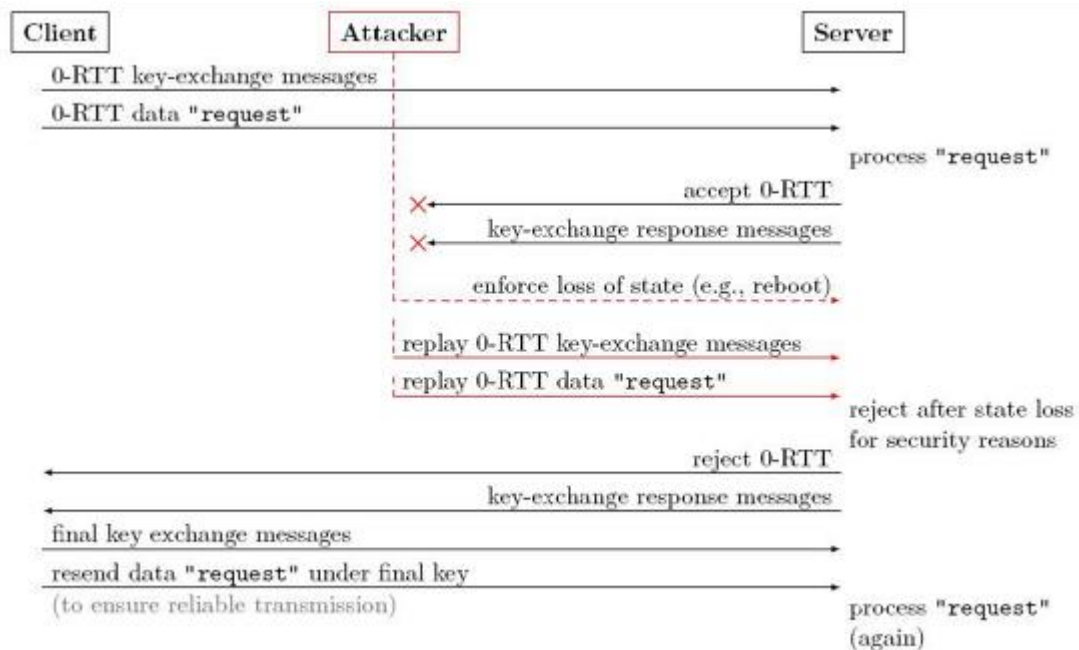 Client
Attacker
Server
0-RTT key-exchange messages
0-RTT data "request"
process "request"
accept 0-RTT
key-exchange response messages
enforce loss of state (e.g., reboot)
replay 0-RTT key-exchange messages
replay 0-RTT data "request"
reject after state loss
for security reasons
reject 0-RTT
key-exchange response messages
final key exchange messages
resend data "request" under final key
(to ensure reliable transmission)
process "request"
(again)